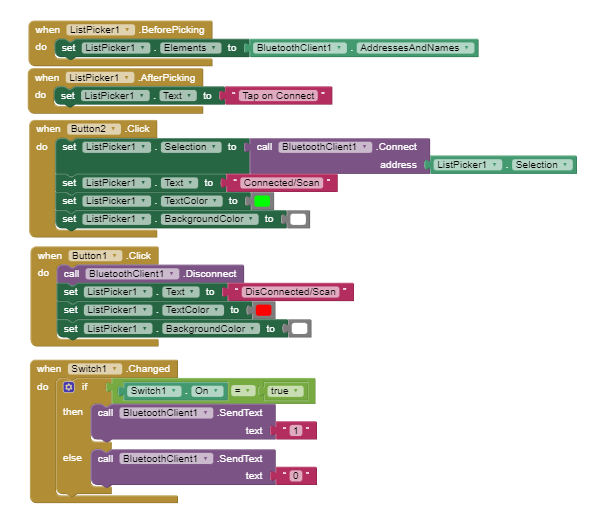 when ListPicker1 .BeforePicking
do set ListPicker1 . Elements to BluetoothClient1 . AddressesAndNames
when ListPicker1 .AfterPicking
do set ListPicker1 . Text to " Tap on Connect "
when Button2 .Click
do set ListPicker1 . Selection to call BluetoothClient1 .Connect
address ListPicker1 . Selection
set ListPicker1 . Text to " Connected/Scan "
set ListPicker1 . TextColor to
set ListPicker1 . BackgroundColor to
when Button1 .Click
do call BluetoothClient1 .Disconnect
set ListPicker1 . Text to " DisConnected/Scan "
set ListPicker1 . TextColor to
set ListPicker1 . BackgroundColor to
when Switch1 .Changed
do if Switch1 . On = true
then call BluetoothClient1 .SendText
text " 1 "
else call BluetoothClient1 .SendText
text " 0 "